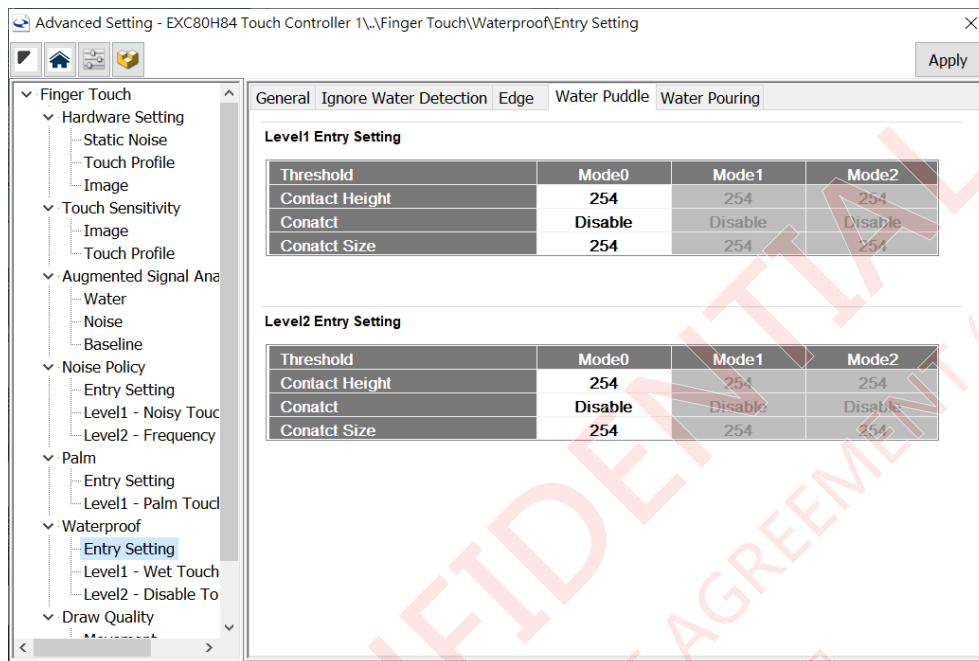 Advanced Setting - EXC80H84 Touch Controller 1\..\Finger Touch\Waterproof\Entry Setting
Apply
Finger Touch
Hardware Setting
Static Noise
Touch Profile
Image
Touch Sensitivity
Image
Touch Profile
Augmented Signal Ana
Water
Noise
Baseline
Noise Policy
Entry Setting
Level1 - Noisy Touc
Level2 - Frequency
Palm
Entry Setting
Level1 - Palm Touch
Waterproof
Entry Setting
Level1 - Wet Touch
Level2 - Disable To
Draw Quality
Movement
General Ignore Water Detection Edge Water Puddle Water Pouring
Level1 Entry Setting
Threshold Mode0 Mode1 Mode2
Contact Height 254 254 254
Conatct Disable Disable Disable
Conatct Size 254 254 254
Level2 Entry Setting
Threshold Mode0 Mode1 Mode2
Contact Height 254 254 254
Conatct Disable Disable Disable
Conatct Size 254 254 254
FIDENTIAL
AGREEMENT